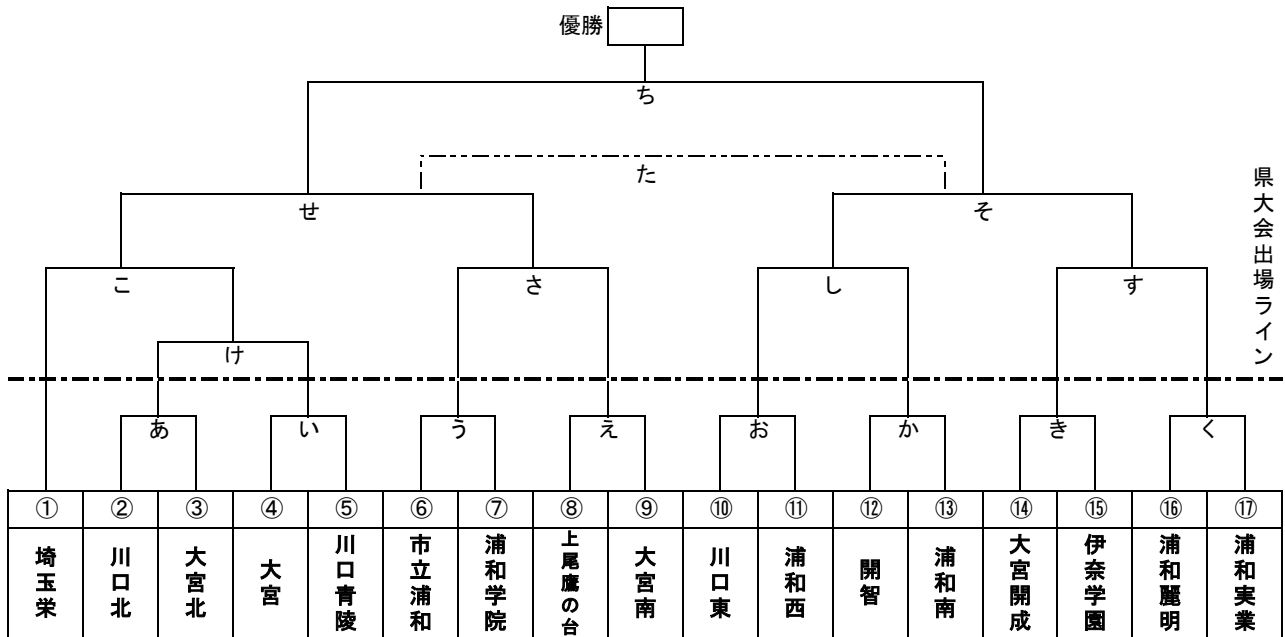 優勝
ち
た
せ
そ
県大会出場ライン
こ
さ
し
す
け
あ
い
う
え
お
か
き
く
①
②
③
④
⑤
⑥
⑦
⑧
⑨
⑩
⑪
⑫
⑬
⑭
⑮
⑯
⑰
埼玉栄
川口北
大宮北
大宮
川口青陵
市立浦和
浦和学院
上尾鷹の台
大宮南
川口東
浦和西
開智
浦和南
大宮開成
伊奈学園
浦和麗明
浦和実業